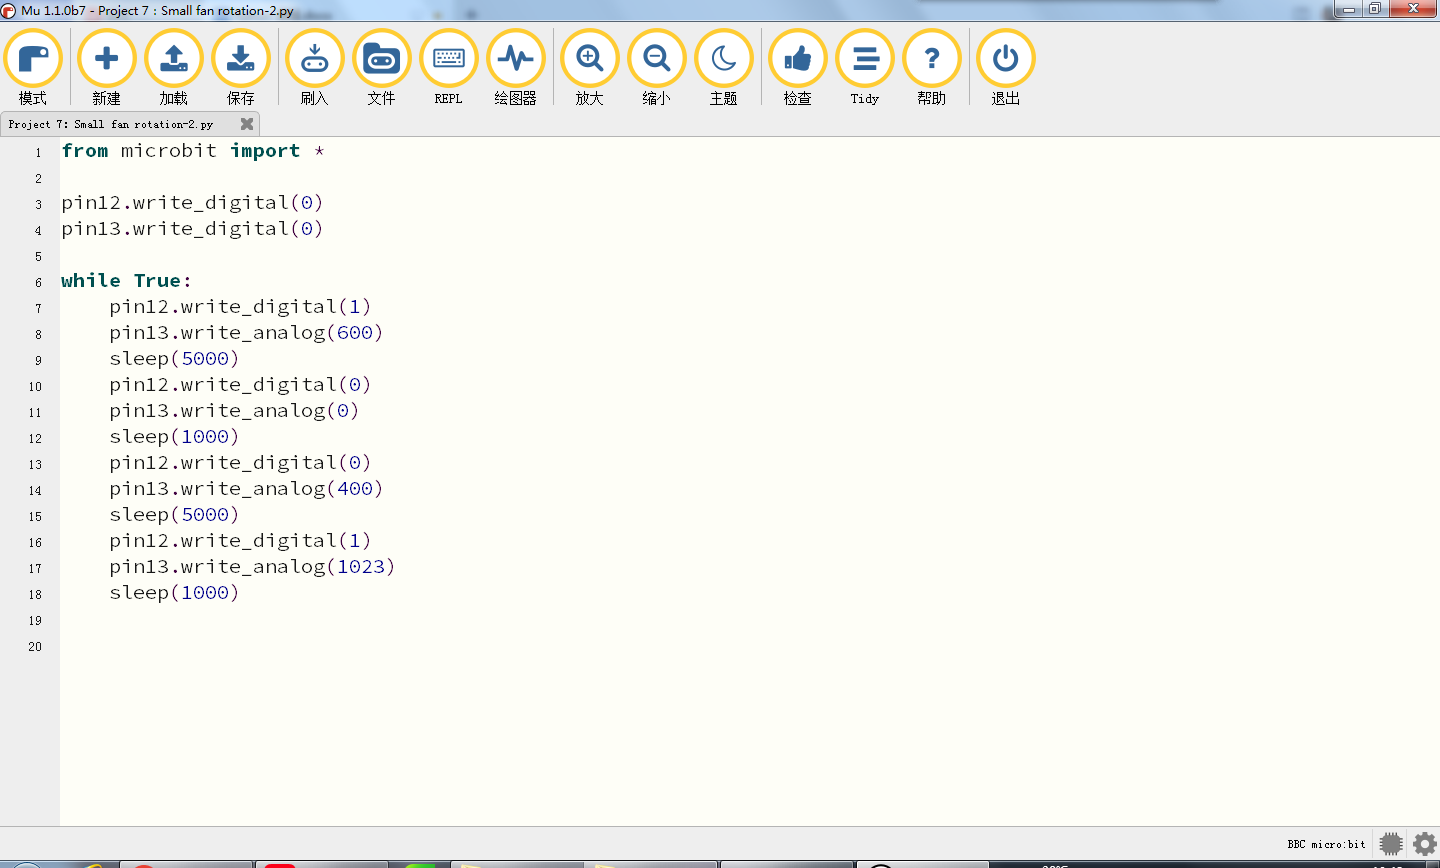 Mu 1.1.0b7 - Project 7 : Small fan rotation-2.py
模式 新建 加载 保存 刷入 文件 REPL 绘图器 放大 缩小 主题 检查 Tidy 帮助 退出
Project 7: Small fan rotation-2.py
1 from microbit import *
2
3 pin12.write_digital(0)
4 pin13.write_digital(0)
5
6 while True:
7     pin12.write_digital(1)
8     pin13.write_analog(600)
9     sleep(5000)
10     pin12.write_digital(0)
11     pin13.write_analog(0)
12     sleep(1000)
13     pin12.write_digital(0)
14     pin13.write_analog(400)
15     sleep(5000)
16     pin12.write_digital(1)
17     pin13.write_analog(1023)
18     sleep(1000)
19
20
BBC micro:bit